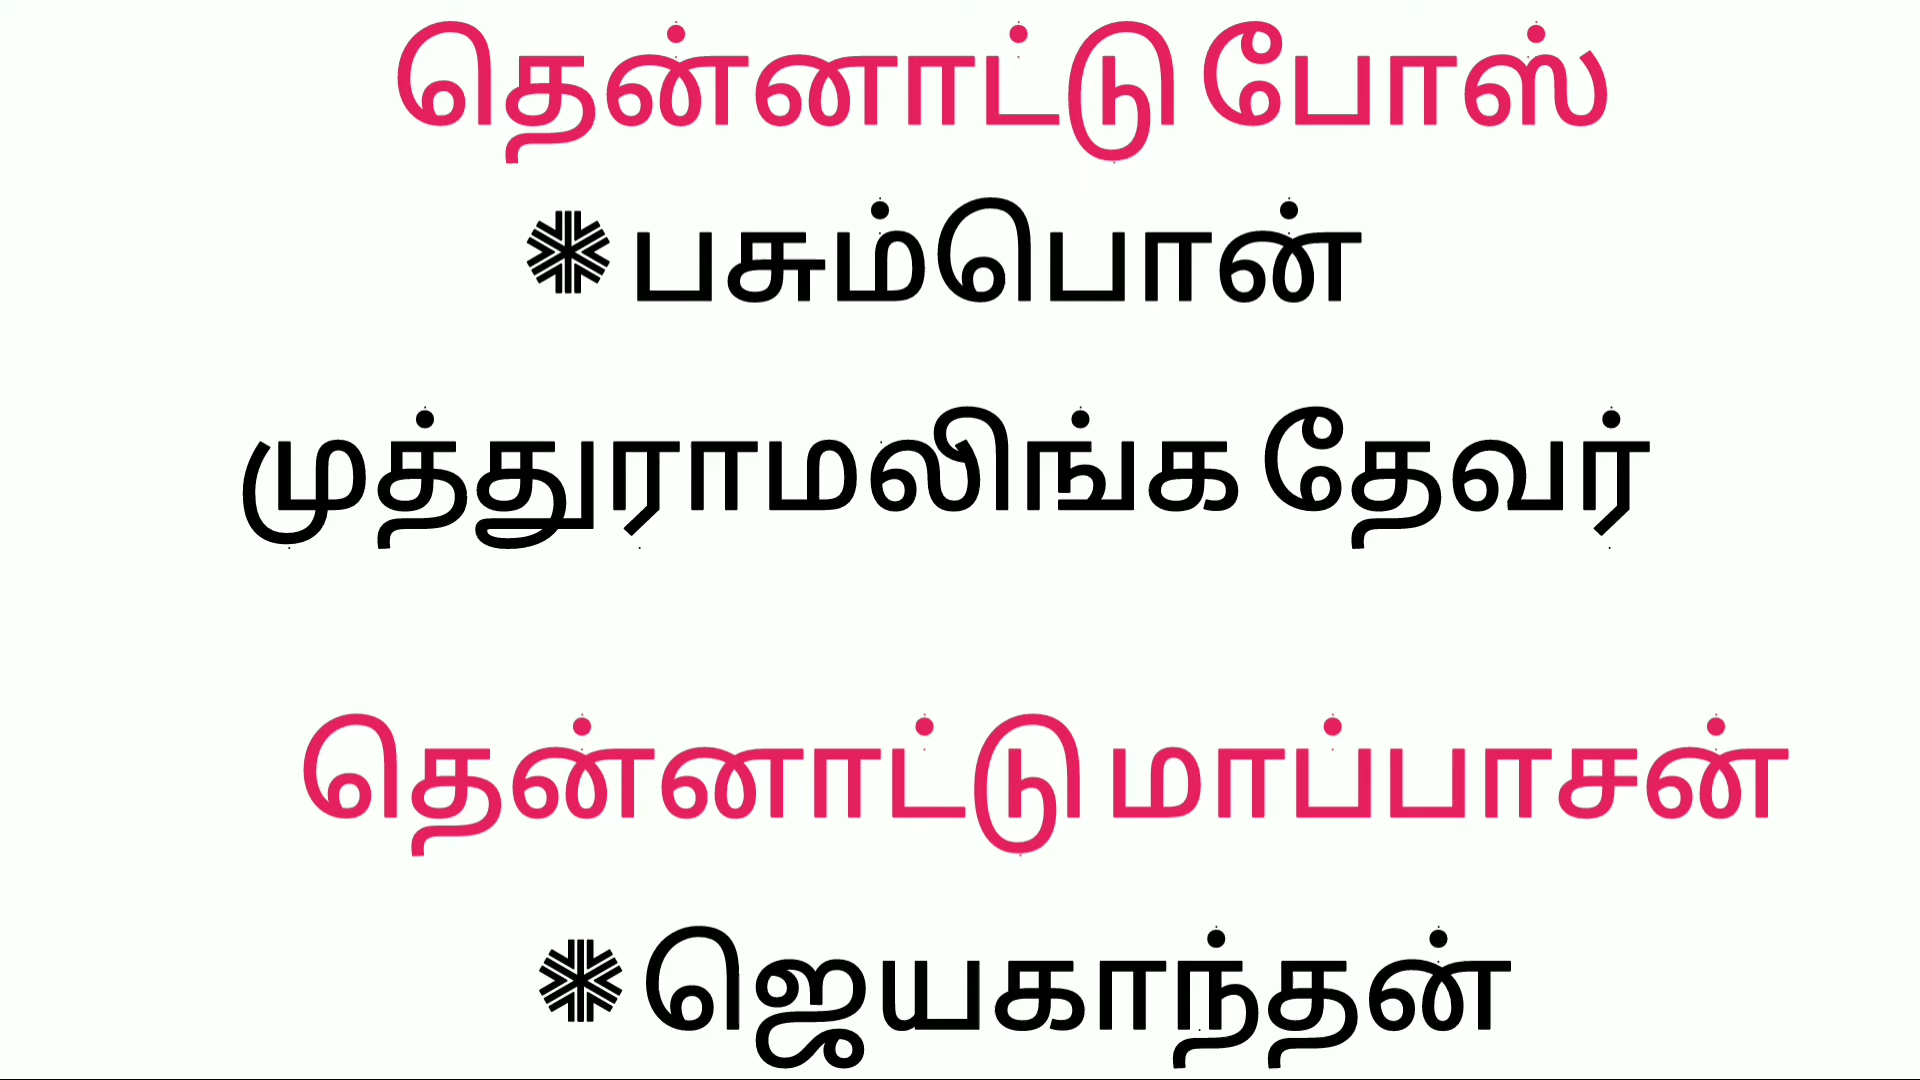 தென்னாட்டு போஸ்
* பசும்பொன்
முத்துராமலிங்க தேவர்
தென்னாட்டு மாப்பாசன்
* ஜெயகாந்தன்